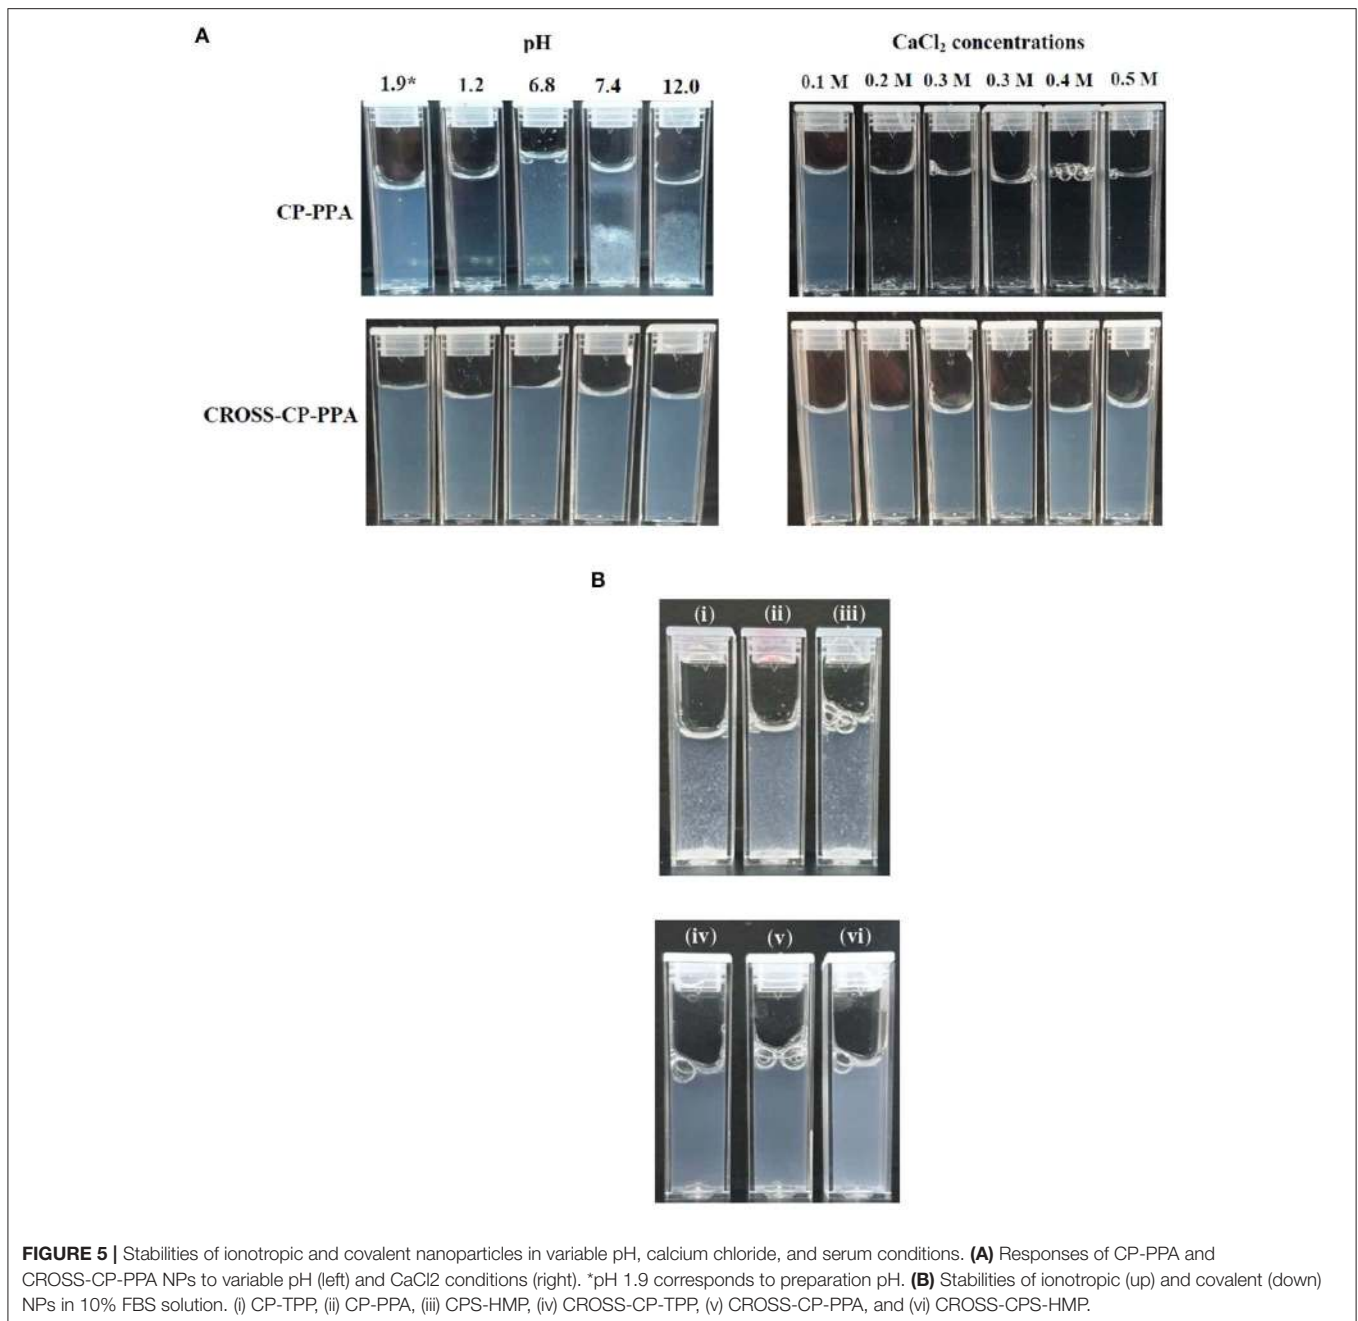 A
pH
CaCl₂ concentrations
1.9* 1.2 6.8 7.4 12.0
0.1 M 0.2 M 0.3 M 0.3 M 0.4 M 0.5 M
CP-PPA
CROSS-CP-PPA
B
(i) (ii) (iii)
(iv) (v) (vi)
FIGURE 5 | Stabilities of ionotropic and covalent nanoparticles in variable pH, calcium chloride, and serum conditions. (A) Responses of CP-PPA and
CROSS-CP-PPA NPs to variable pH (left) and CaCl2 conditions (right). *pH 1.9 corresponds to preparation pH. (B) Stabilities of ionotropic (up) and covalent (down)
NPs in 10% FBS solution. (i) CP-TPP, (ii) CP-PPA, (iii) CPS-HMP, (iv) CROSS-CP-TPP, (v) CROSS-CP-PPA, and (vi) CROSS-CPS-HMP.